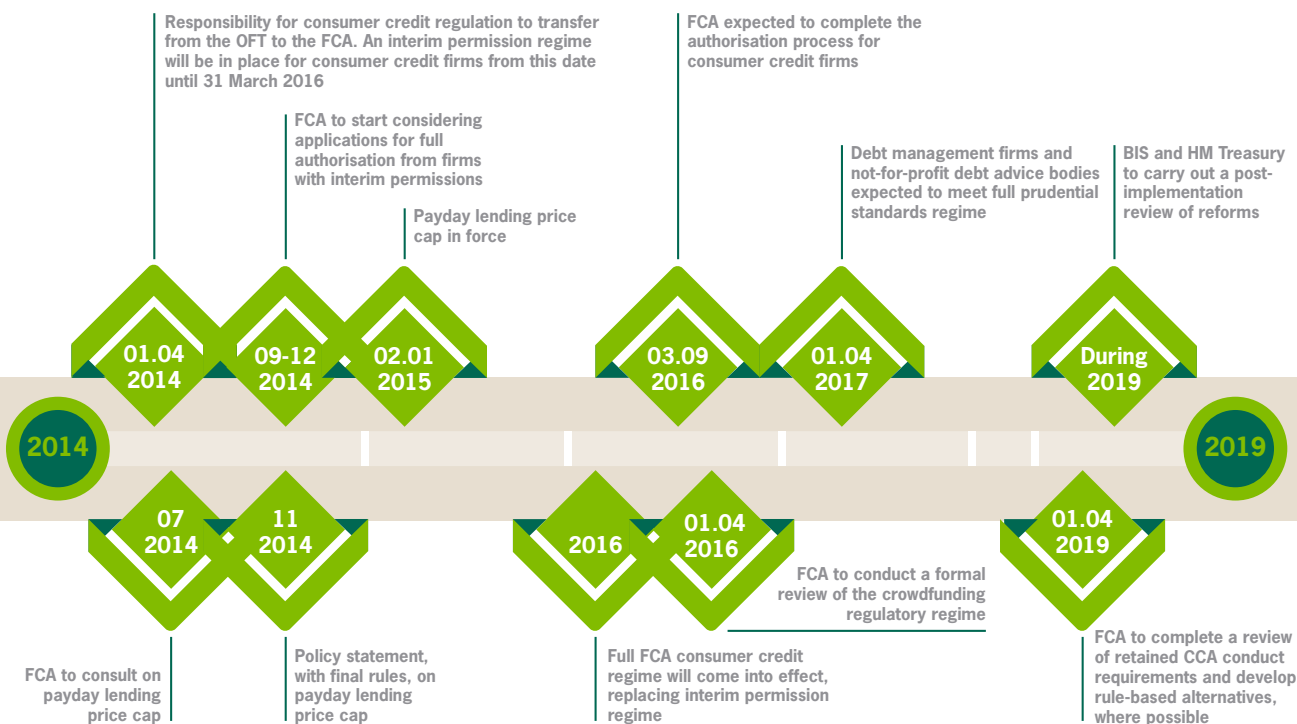 Responsibility for consumer credit regulation to transfer
from the OFT to the FCA. An interim permission regime
will be in place for consumer credit firms from this date
until 31 March 2016
FCA to start considering
applications for full
authorisation from firms
with interim permissions
Payday lending price
cap in force
FCA expected to complete the
authorisation process for
consumer credit firms
Debt management firms and
not-for-profit debt advice bodies
expected to meet full prudential
standards regime
BIS and HM Treasury
to carry out a post-
implementation
review of reforms
01.04
2014
09-12
2014
02.01
2015
03.09
2016
01.04
2017
During
2019
2014
2019
07
2014
11
2014
2016
01.04
2016
01.04
2019
FCA to consult on
payday lending
price cap
Policy statement,
with final rules, on
payday lending
price cap
Full FCA consumer credit
regime will come into effect,
replacing interim permission
regime
FCA to conduct a formal
review of the crowdfunding
regulatory regime
FCA to complete a review
of retained CCA conduct
requirements and develop
rule-based alternatives,
where possible